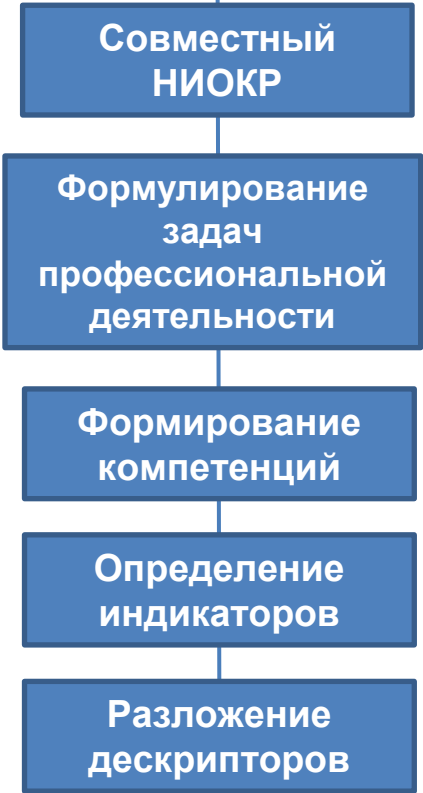 Совместный
НИОКР
Формулирование
задач
профессиональной
деятельности
Формирование
компетенций
Определение
индикаторов
Разложение
дескрипторов